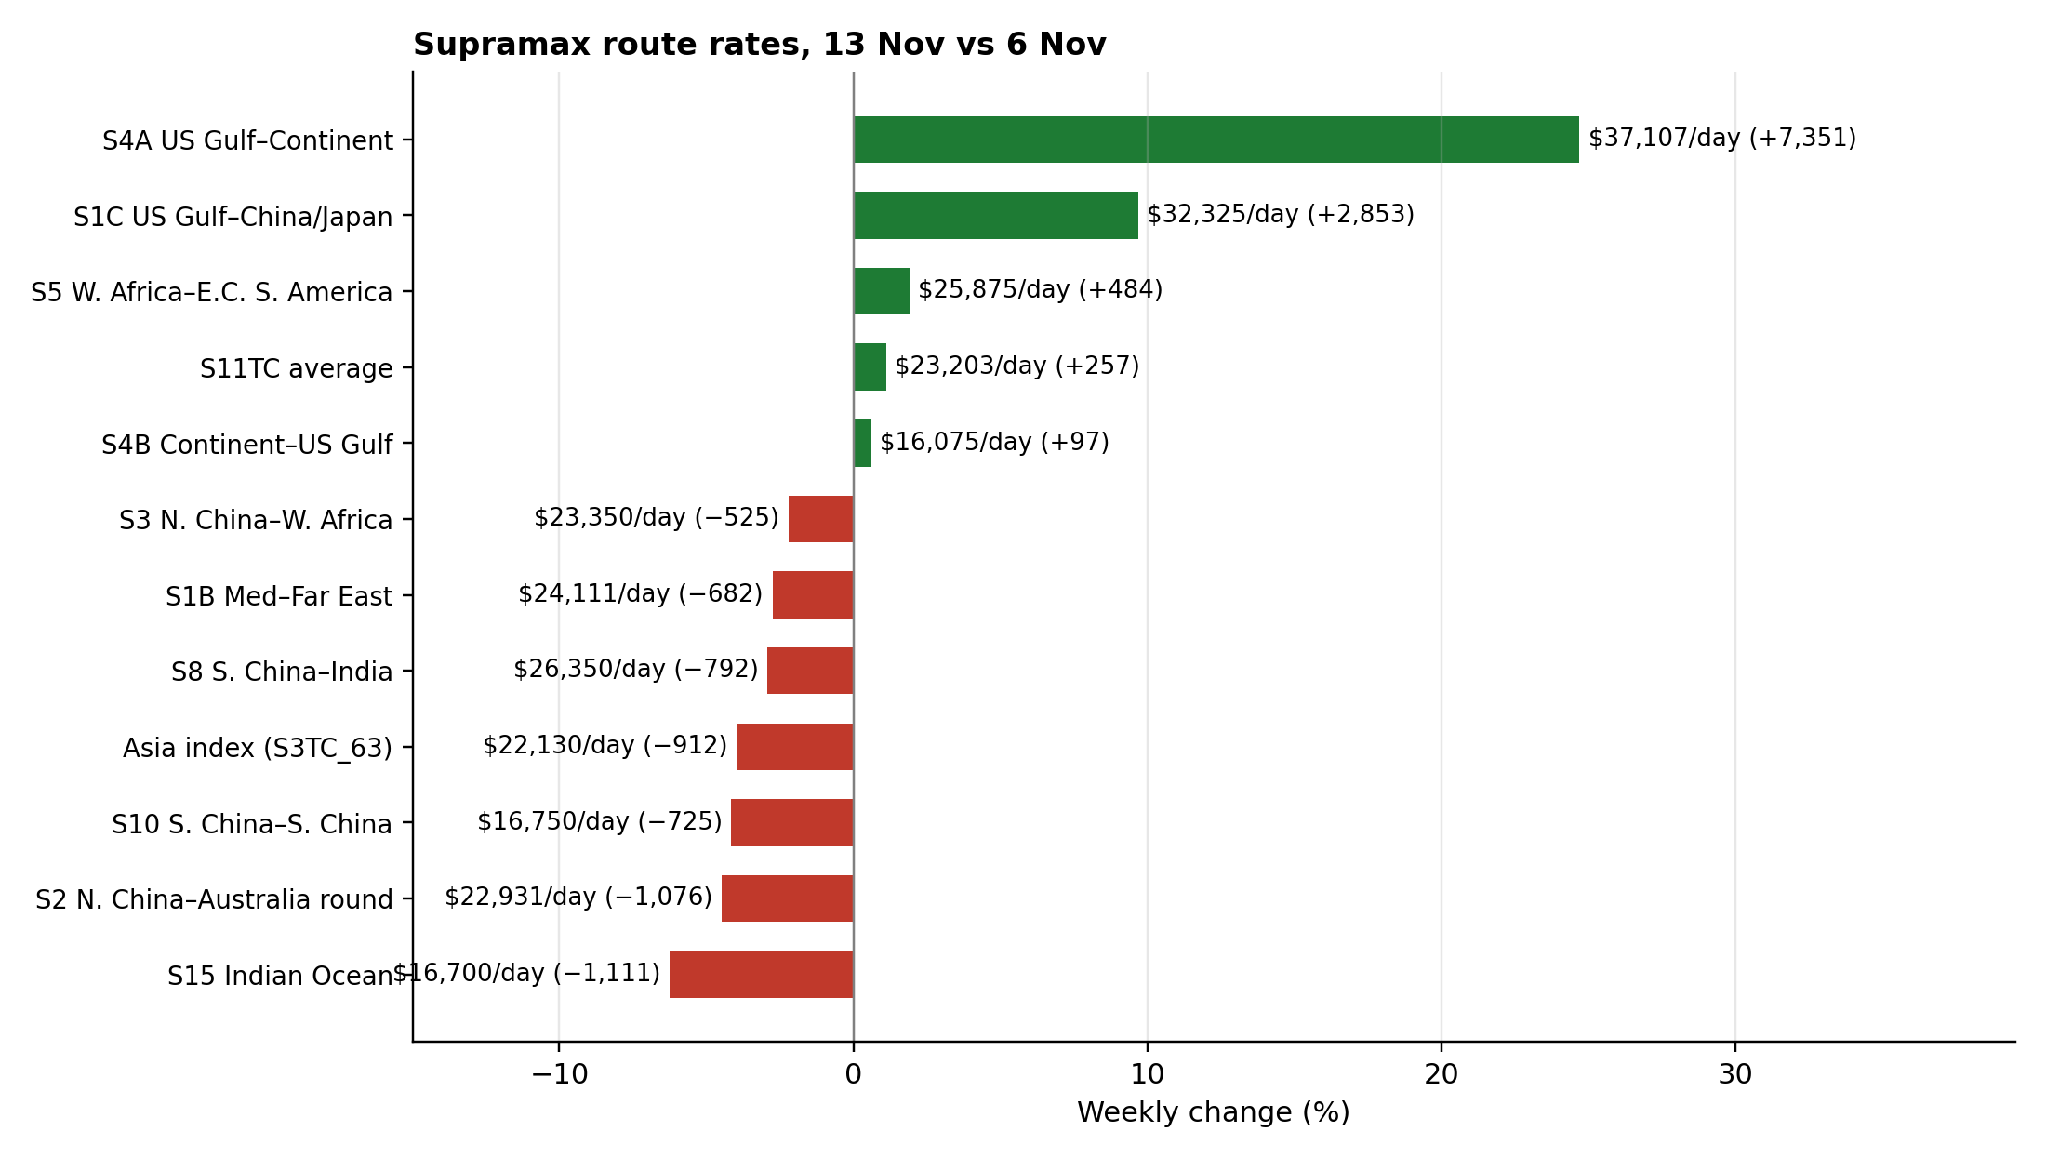 Supramax route rates, 13 Nov vs 6 Nov
S4A US Gulf–Continent $37,107/day (+7,351)
S1C US Gulf–China/Japan $32,325/day (+2,853)
S5 W. Africa–E.C. S. America $25,875/day (+484)
S11TC average $23,203/day (+257)
S4B Continent–US Gulf $16,075/day (+97)
S3 N. China–W. Africa $23,350/day (−525)
S1B Med–Far East $24,111/day (−682)
S8 S. China–India $26,350/day (−792)
Asia index (S3TC_63) $22,130/day (−912)
S10 S. China–S. China $16,750/day (−725)
S2 N. China–Australia round $22,931/day (−1,076)
S15 Indian Ocean $16,700/day (−1,111)
−10 0 10 20 30
Weekly change (%)